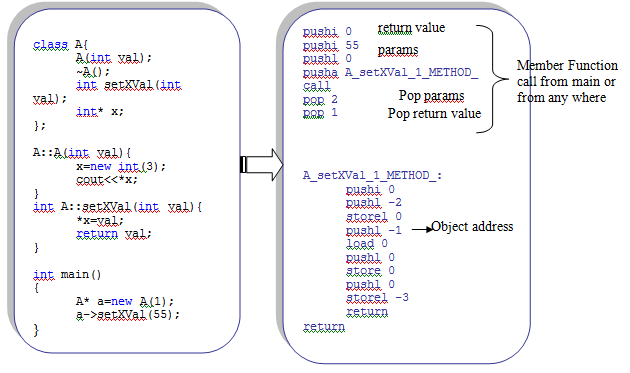 class A{
A(int val);
~A();
int setXVal(int
val);
int* x;
};
A::A(int val){
x=new int(3);
cout<<*x;
}
int A::setXVal(int val){
*x=val;
return val;
}
int main()
{
A* a=new A(1);
a->setXVal(55);
}
pushi 0 return value
pushi 55 params
pushl 0
pusha A_setXVal_1_METHOD_
call
pop 2 Pop params
pop 1 Pop return value
Member Function
call from main or
from any where
A_setXVal_1_METHOD_:
pushi 0
pushl -2
storel 0
pushl -1 Object address
load 0
pushl 0
store 0
pushl 0
storel -3
return
return